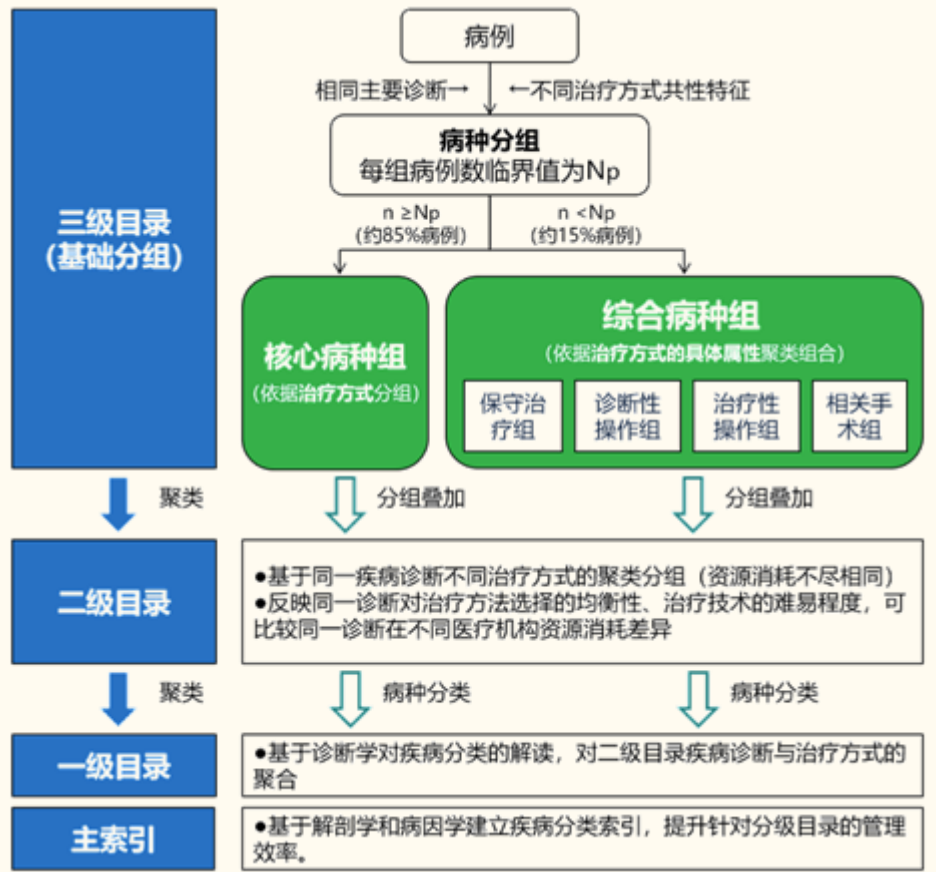 病例
相同主要诊断→ ←不同治疗方式共性特征
病种分组
每组病例数临界值为Np
n ≥Np
(约85%病例)
n <Np
(约15%病例)
三级目录
(基础分组)
核心病种组
(依据治疗方式分组)
综合病种组
(依据治疗方式的具体属性聚类组合)
保守治
疗组
诊断性
操作组
治疗性
操作组
相关手
术组
聚类
分组叠加
分组叠加
二级目录
●基于同一疾病诊断不同治疗方式的聚类分组（资源消耗不尽相同）
●反映同一诊断对治疗方法选择的均衡性、治疗技术的难易程度，可
比较同一诊断在不同医疗机构资源消耗差异
聚类
病种分类
病种分类
一级目录
●基于诊断学对疾病分类的解读，对二级目录疾病诊断与治疗方式的
聚合
主索引
●基于解剖学和病因学建立疾病分类索引，提升针对分级目录的管理
效率。